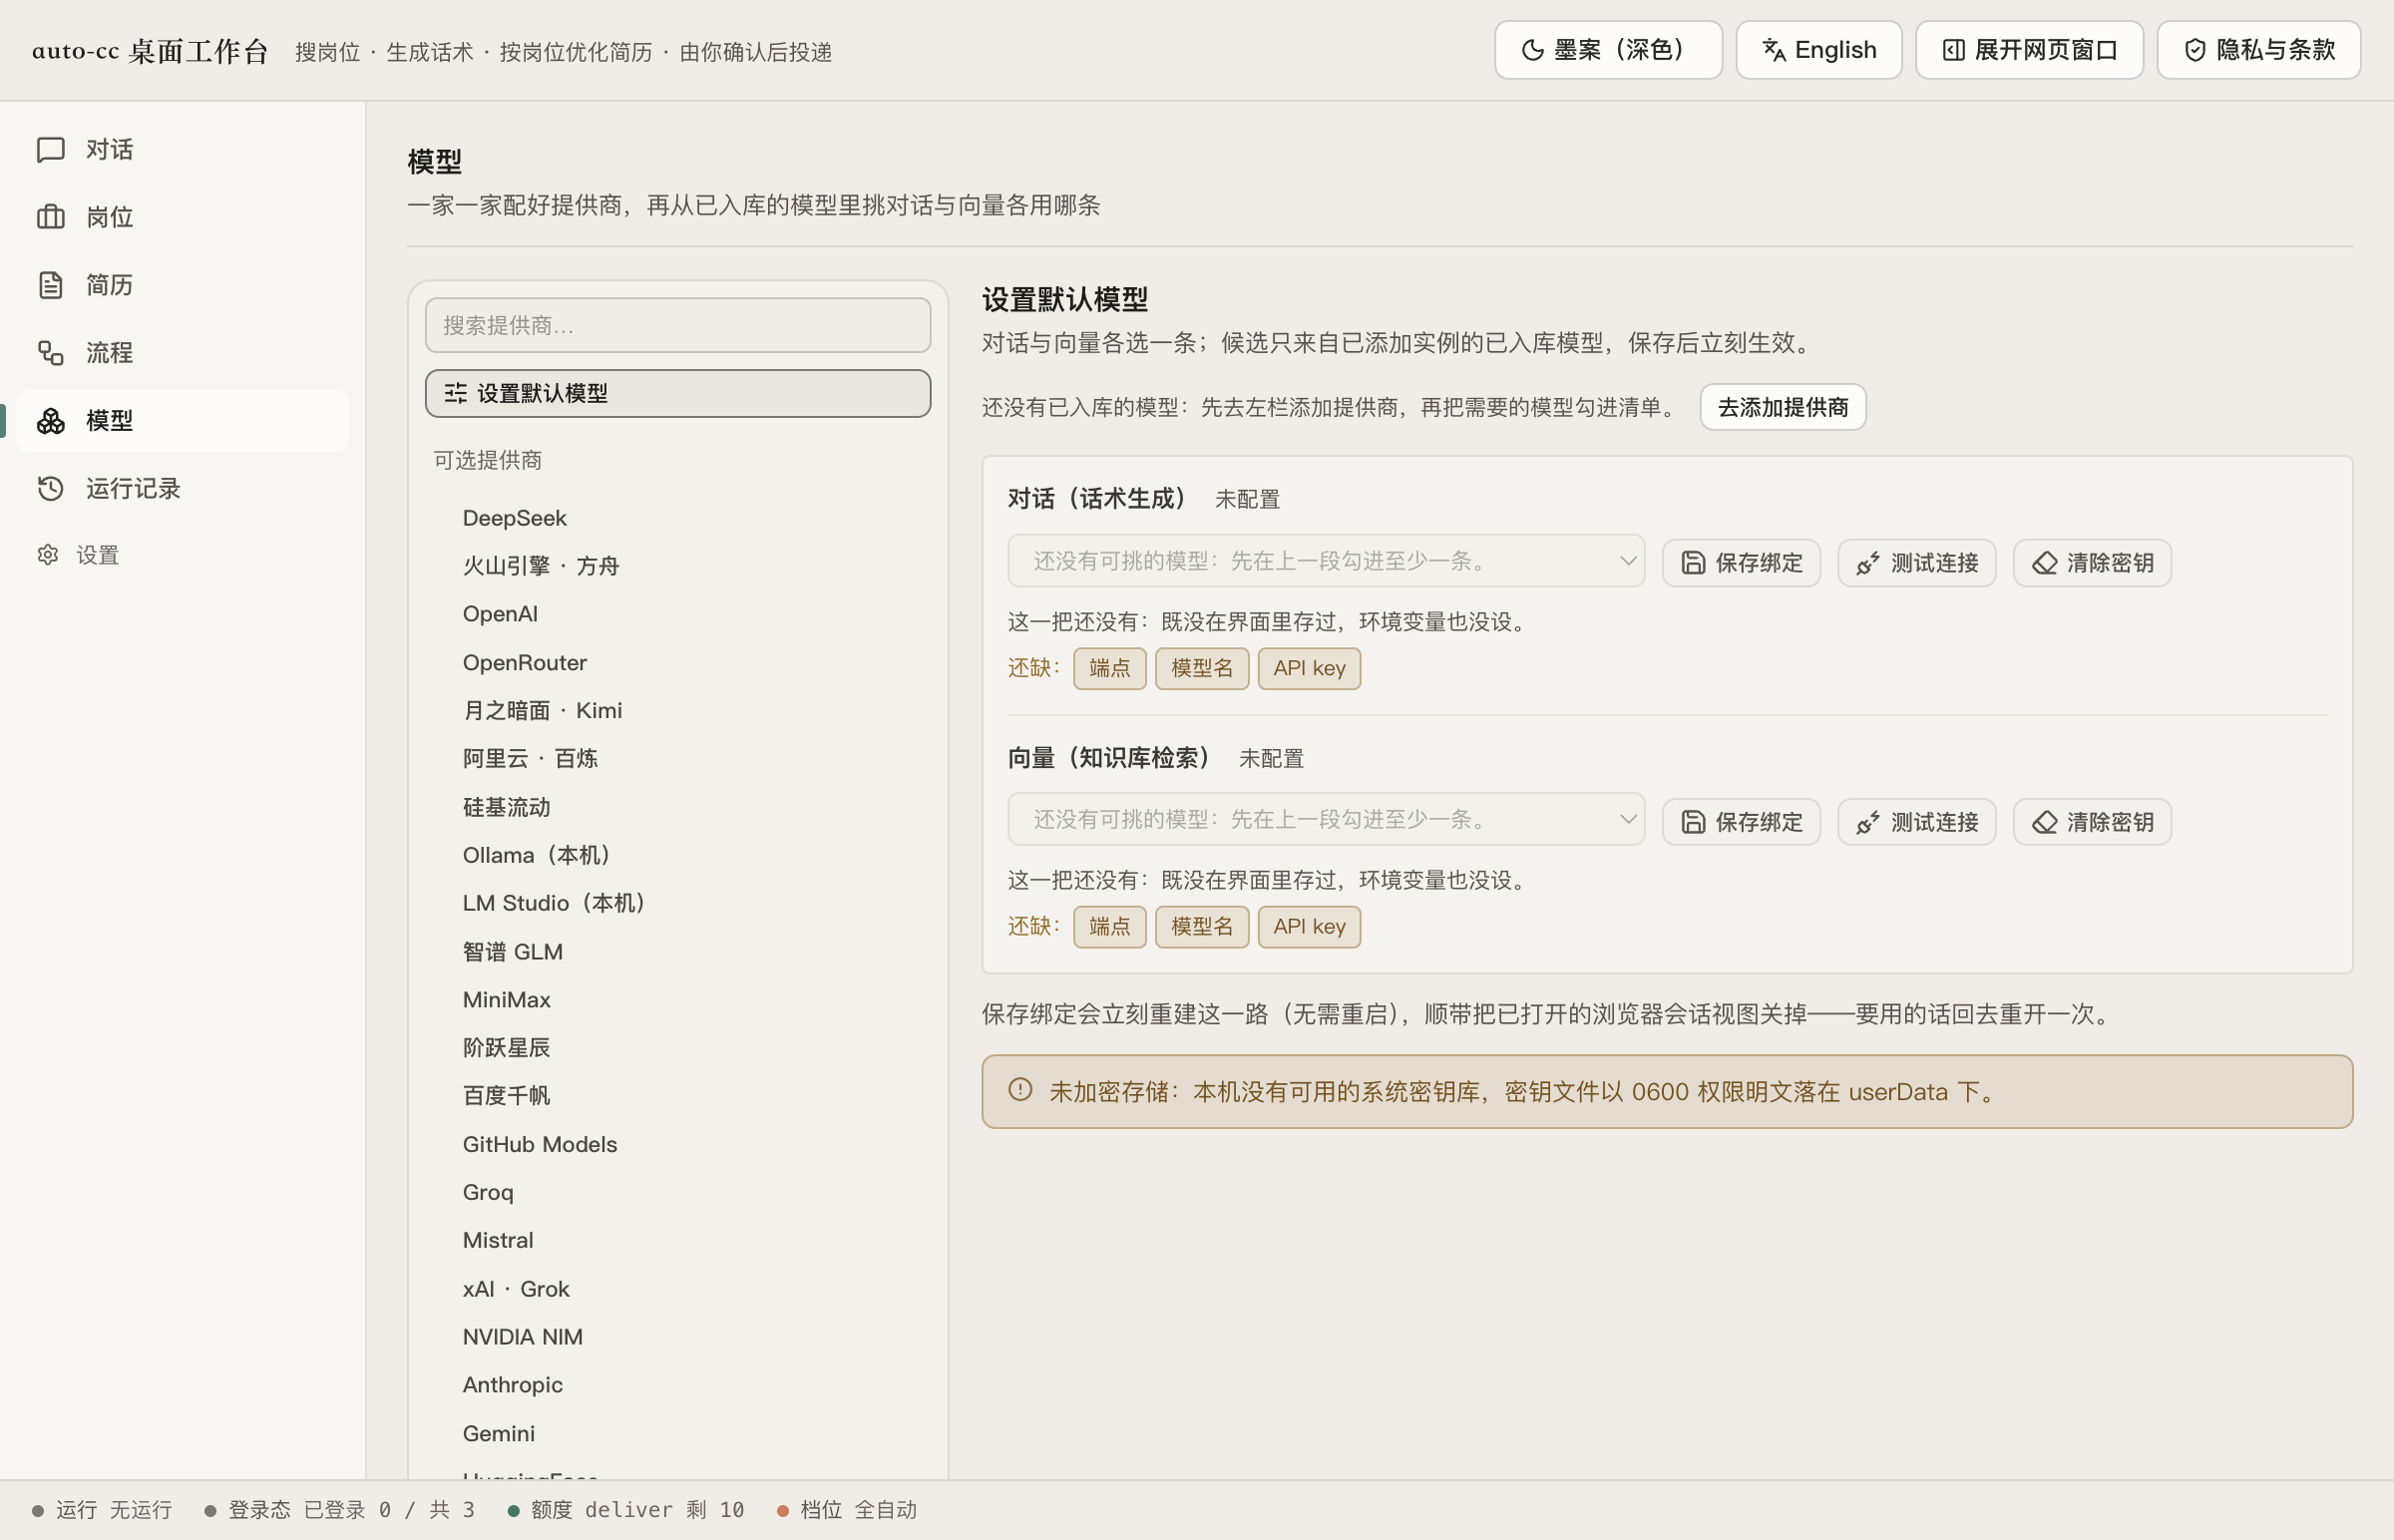 auto-cc 桌面工作台 搜岗位 · 生成话术 · 按岗位优化简历 · 由你确认后投递 墨案（深色） English 展开网页窗口 隐私与条款
对话
岗位
简历
流程
模型
运行记录
设置
模型
一家一家配好提供商，再从已入库的模型里挑对话与向量各用哪条
搜索提供商…
设置默认模型
可选提供商
DeepSeek
火山引擎 · 方舟
OpenAI
OpenRouter
月之暗面 · Kimi
阿里云 · 百炼
硅基流动
Ollama（本机）
LM Studio（本机）
智谱 GLM
MiniMax
阶跃星辰
百度千帆
GitHub Models
Groq
Mistral
xAI · Grok
NVIDIA NIM
Anthropic
Gemini
HuggingFace
设置默认模型
对话与向量各选一条；候选只来自已添加实例的已入库模型，保存后立刻生效。
还没有已入库的模型：先去左栏添加提供商，再把需要的模型勾进清单。 去添加提供商
对话（话术生成） 未配置
还没有可挑的模型：先在上一段勾进至少一条。 保存绑定 测试连接 清除密钥
这一把还没有：既没在界面里存过，环境变量也没设。
还缺： 端点 模型名 API key
向量（知识库检索） 未配置
还没有可挑的模型：先在上一段勾进至少一条。 保存绑定 测试连接 清除密钥
这一把还没有：既没在界面里存过，环境变量也没设。
还缺： 端点 模型名 API key
保存绑定会立刻重建这一路（无需重启），顺带把已打开的浏览器会话视图关掉——要用的话回去重开一次。
未加密存储：本机没有可用的系统密钥库，密钥文件以 0600 权限明文落在 userData 下。
运行 无运行 登录态 已登录 0 / 共 3 额度 deliver 剩 10 档位 全自动